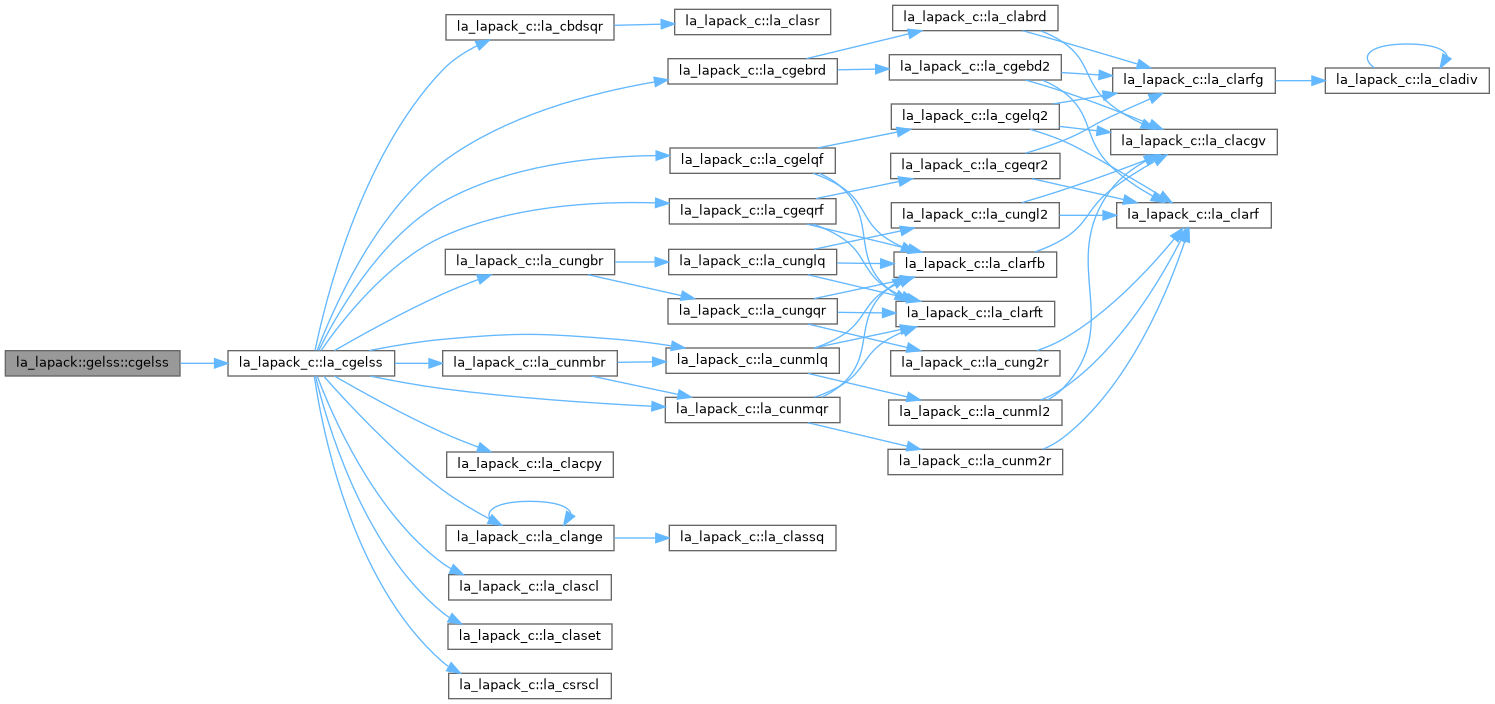 la_lapack::gelss::cgelss
la_lapack_c::la_cgelss
la_lapack_c::la_cbdsqr
la_lapack_c::la_cungbr
la_lapack_c::la_cunmbr
la_lapack_c::la_clacpy
la_lapack_c::la_clange
la_lapack_c::la_clascl
la_lapack_c::la_claset
la_lapack_c::la_csrscl
la_lapack_c::la_clasr
la_lapack_c::la_cgebrd
la_lapack_c::la_cgelqf
la_lapack_c::la_cgeqrf
la_lapack_c::la_cunglq
la_lapack_c::la_cungqr
la_lapack_c::la_cunmlq
la_lapack_c::la_cunmqr
la_lapack_c::la_classq
la_lapack_c::la_clabrd
la_lapack_c::la_cgebd2
la_lapack_c::la_cgelq2
la_lapack_c::la_cgeqr2
la_lapack_c::la_cungl2
la_lapack_c::la_clarfb
la_lapack_c::la_clarft
la_lapack_c::la_cung2r
la_lapack_c::la_cunml2
la_lapack_c::la_cunm2r
la_lapack_c::la_clarfg
la_lapack_c::la_clacgv
la_lapack_c::la_clarf
la_lapack_c::la_cladiv